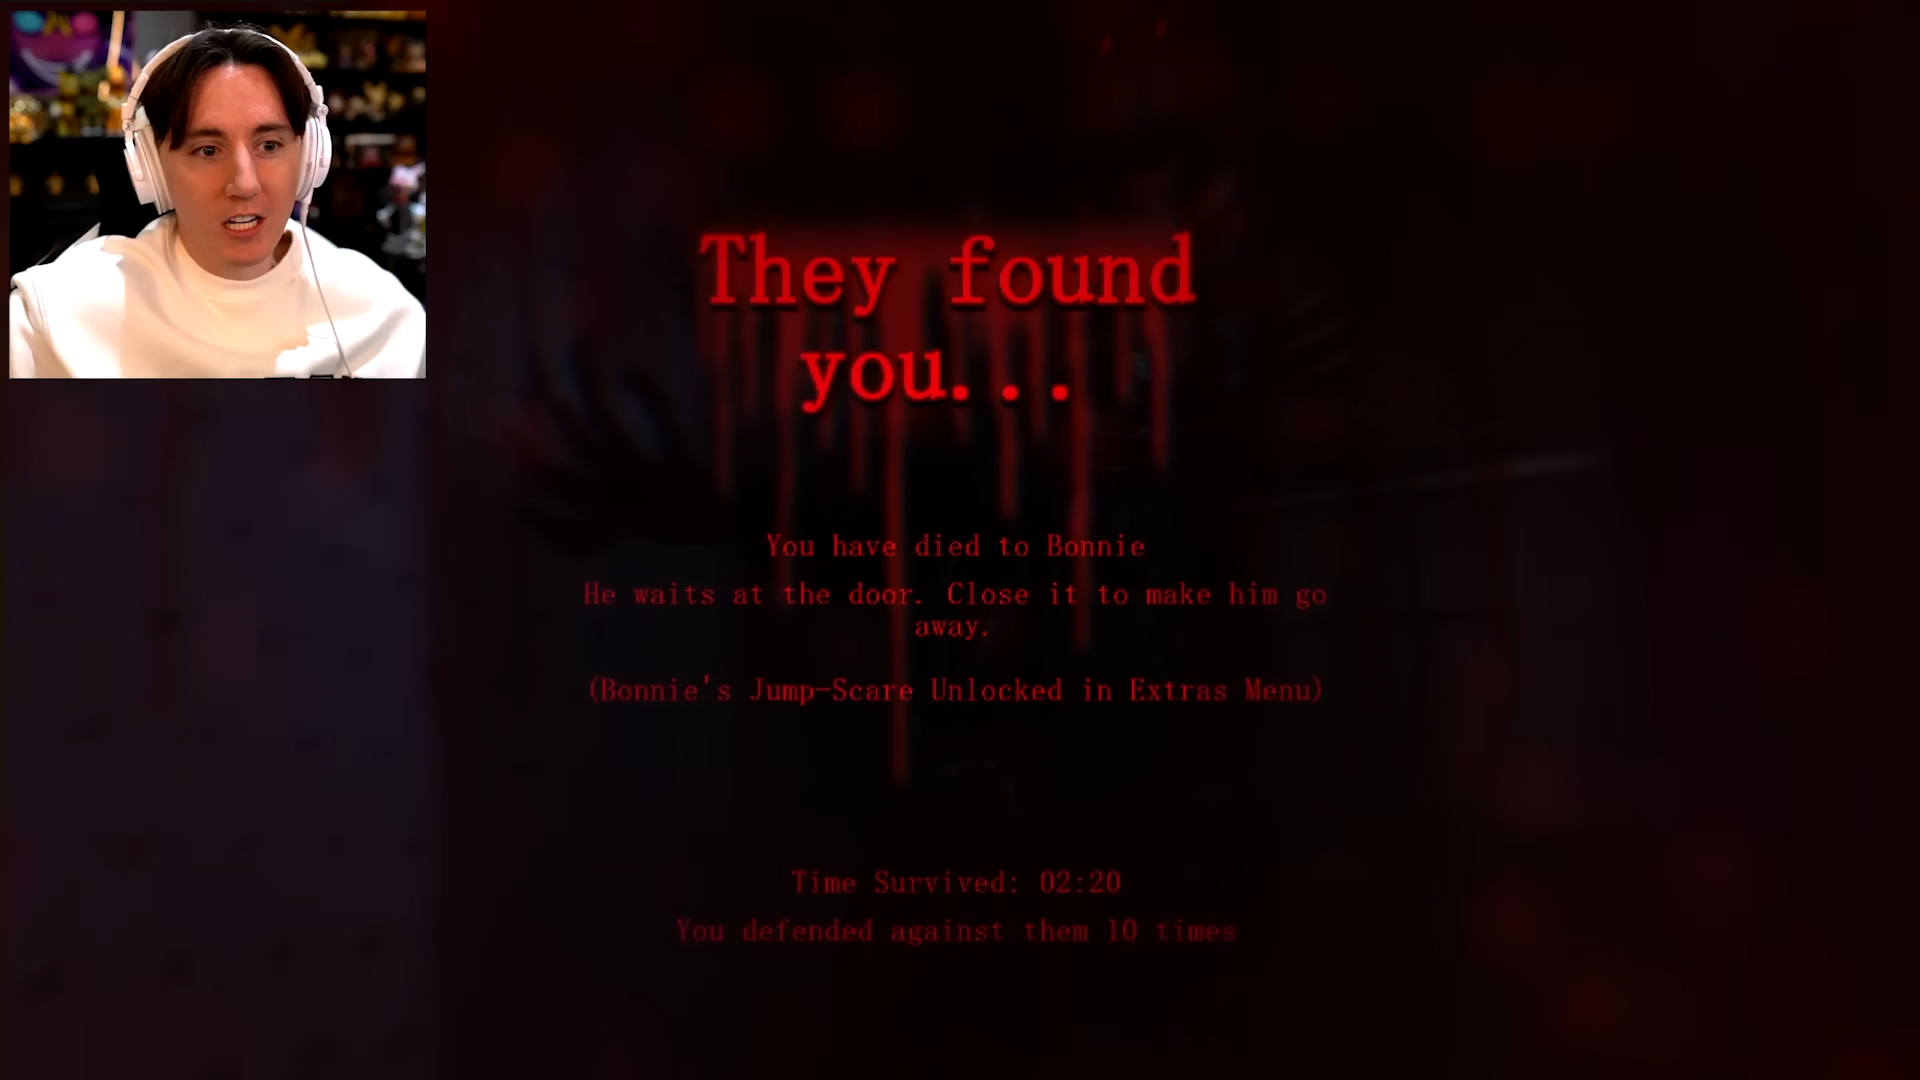 They found
you...
You have died to Bonnie
He waits at the door. Close it to make him go
away.
(Bonnie's Jump-Scare Unlocked in Extras Menu)
Time Survived: 02:20
You defended against them 10 times